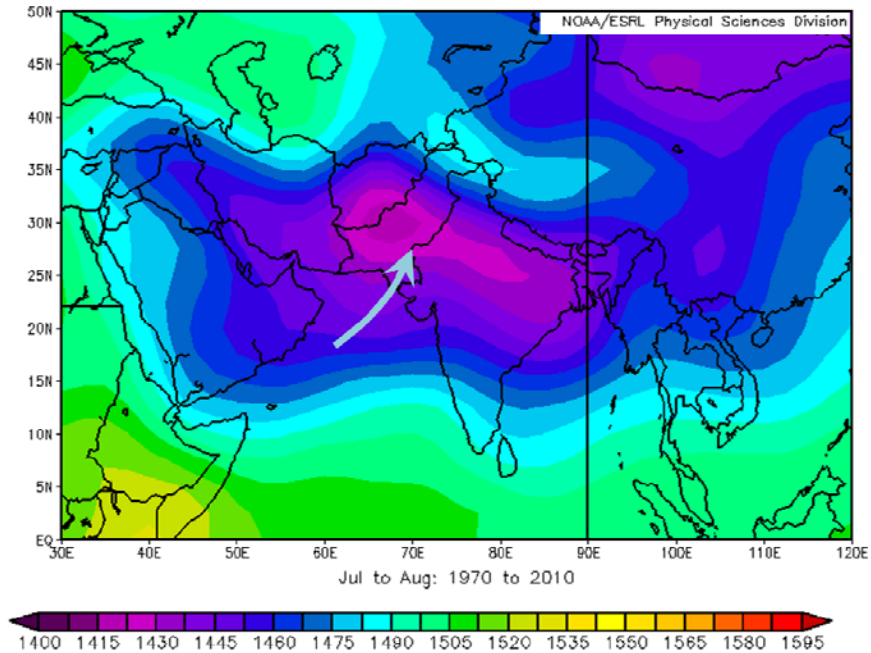 NOAA/ESRL Physical Sciences Division
50N
45N
40N
35N
30N
25N
20N
15N
10N
5N
EQ
30E 40E 50E 60E 70E 80E 90E 100E 110E 120E
Jul to Aug: 1970 to 2010
1400 1415 1430 1445 1460 1475 1490 1505 1520 1535 1550 1565 1580 1595